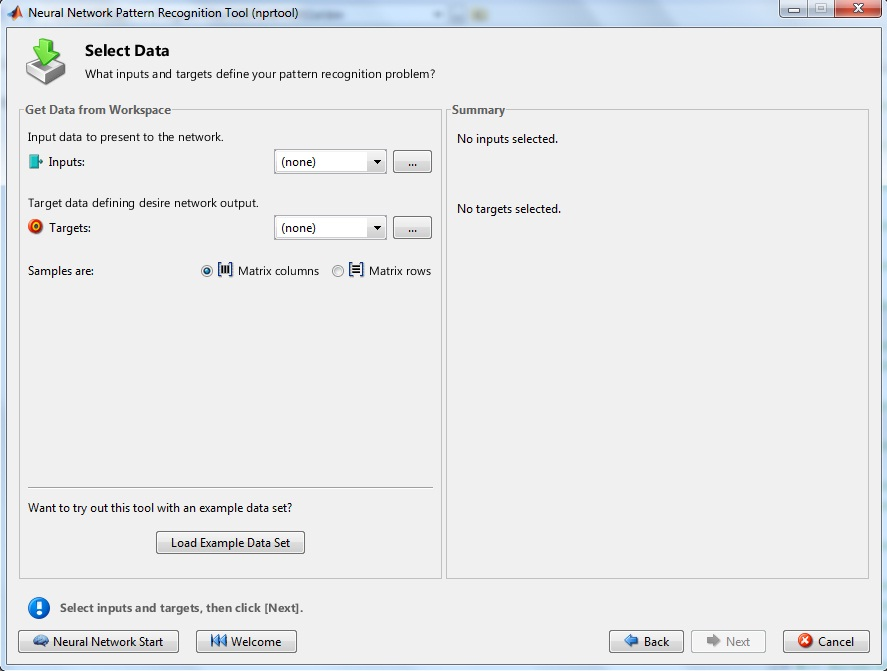 Neural Network Pattern Recognition Tool (nprtool)
Select Data
What inputs and targets define your pattern recognition problem?
Get Data from Workspace
Input data to present to the network.
Inputs: (none) ...
Target data defining desire network output.
Targets: (none) ...
Samples are: Matrix columns Matrix rows
Want to try out this tool with an example data set?
Load Example Data Set
Summary
No inputs selected.
No targets selected.
Select inputs and targets, then click [Next].
Neural Network Start Welcome Back Next Cancel